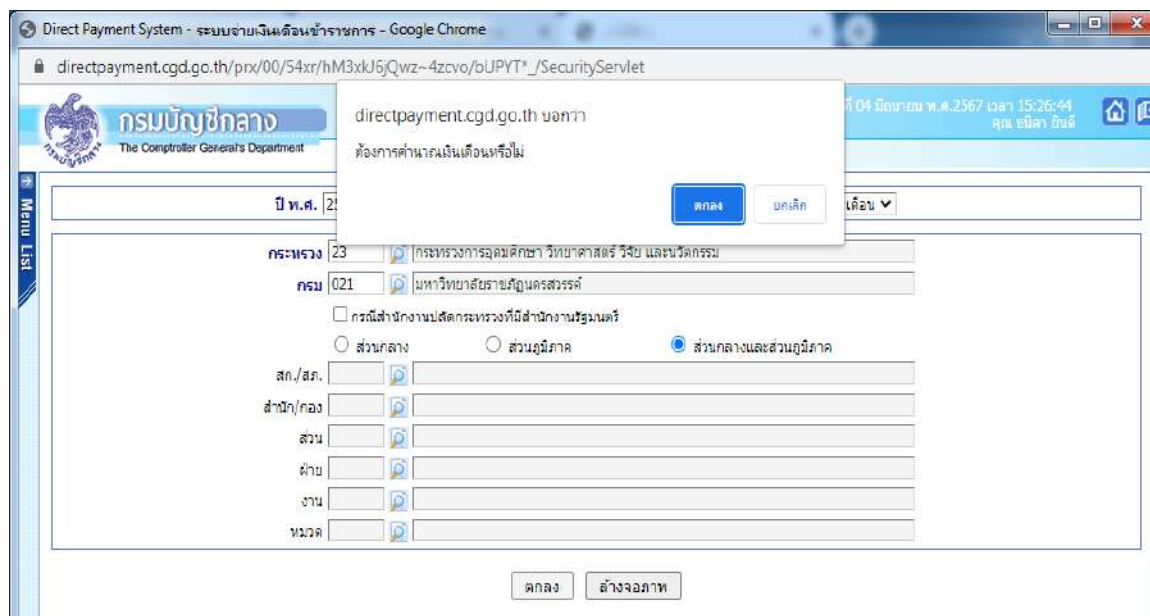 Direct Payment System - ระบบจ่ายเงินเดือนข้าราชการ - Google Chrome
directpayment.cgd.go.th/prx/00/54xr/hM3xkJ6jQwz~4zcvo/bUPYT*_/SecurityServlet
กรมบัญชีกลาง
The Comptroller General's Department
ที่ 04 มิถุนายน พ.ศ.2567 เวลา 15:26:44
คุณ ธนิลา ยินดี
directpayment.cgd.go.th บอกว่า
ต้องการคำนวณเงินเดือนหรือไม่
ตกลง ยกเลิก
Menu List
ปี พ.ศ. เดือน
กระทรวง 23 กระทรวงการอุดมศึกษา วิทยาศาสตร์ วิจัย และนวัตกรรม
กรม 021 มหาวิทยาลัยราชภัฏนครสวรรค์
กรณีสำนักงานปลัดกระทรวงที่มีสำนักงานรัฐมนตรี
ส่วนกลาง ส่วนภูมิภาค ส่วนกลางและส่วนภูมิภาค
สก./สภ.
สำนัก/กอง
ส่วน
ฝ่าย
งาน
หมวด
ตกลง ล้างจอภาพ